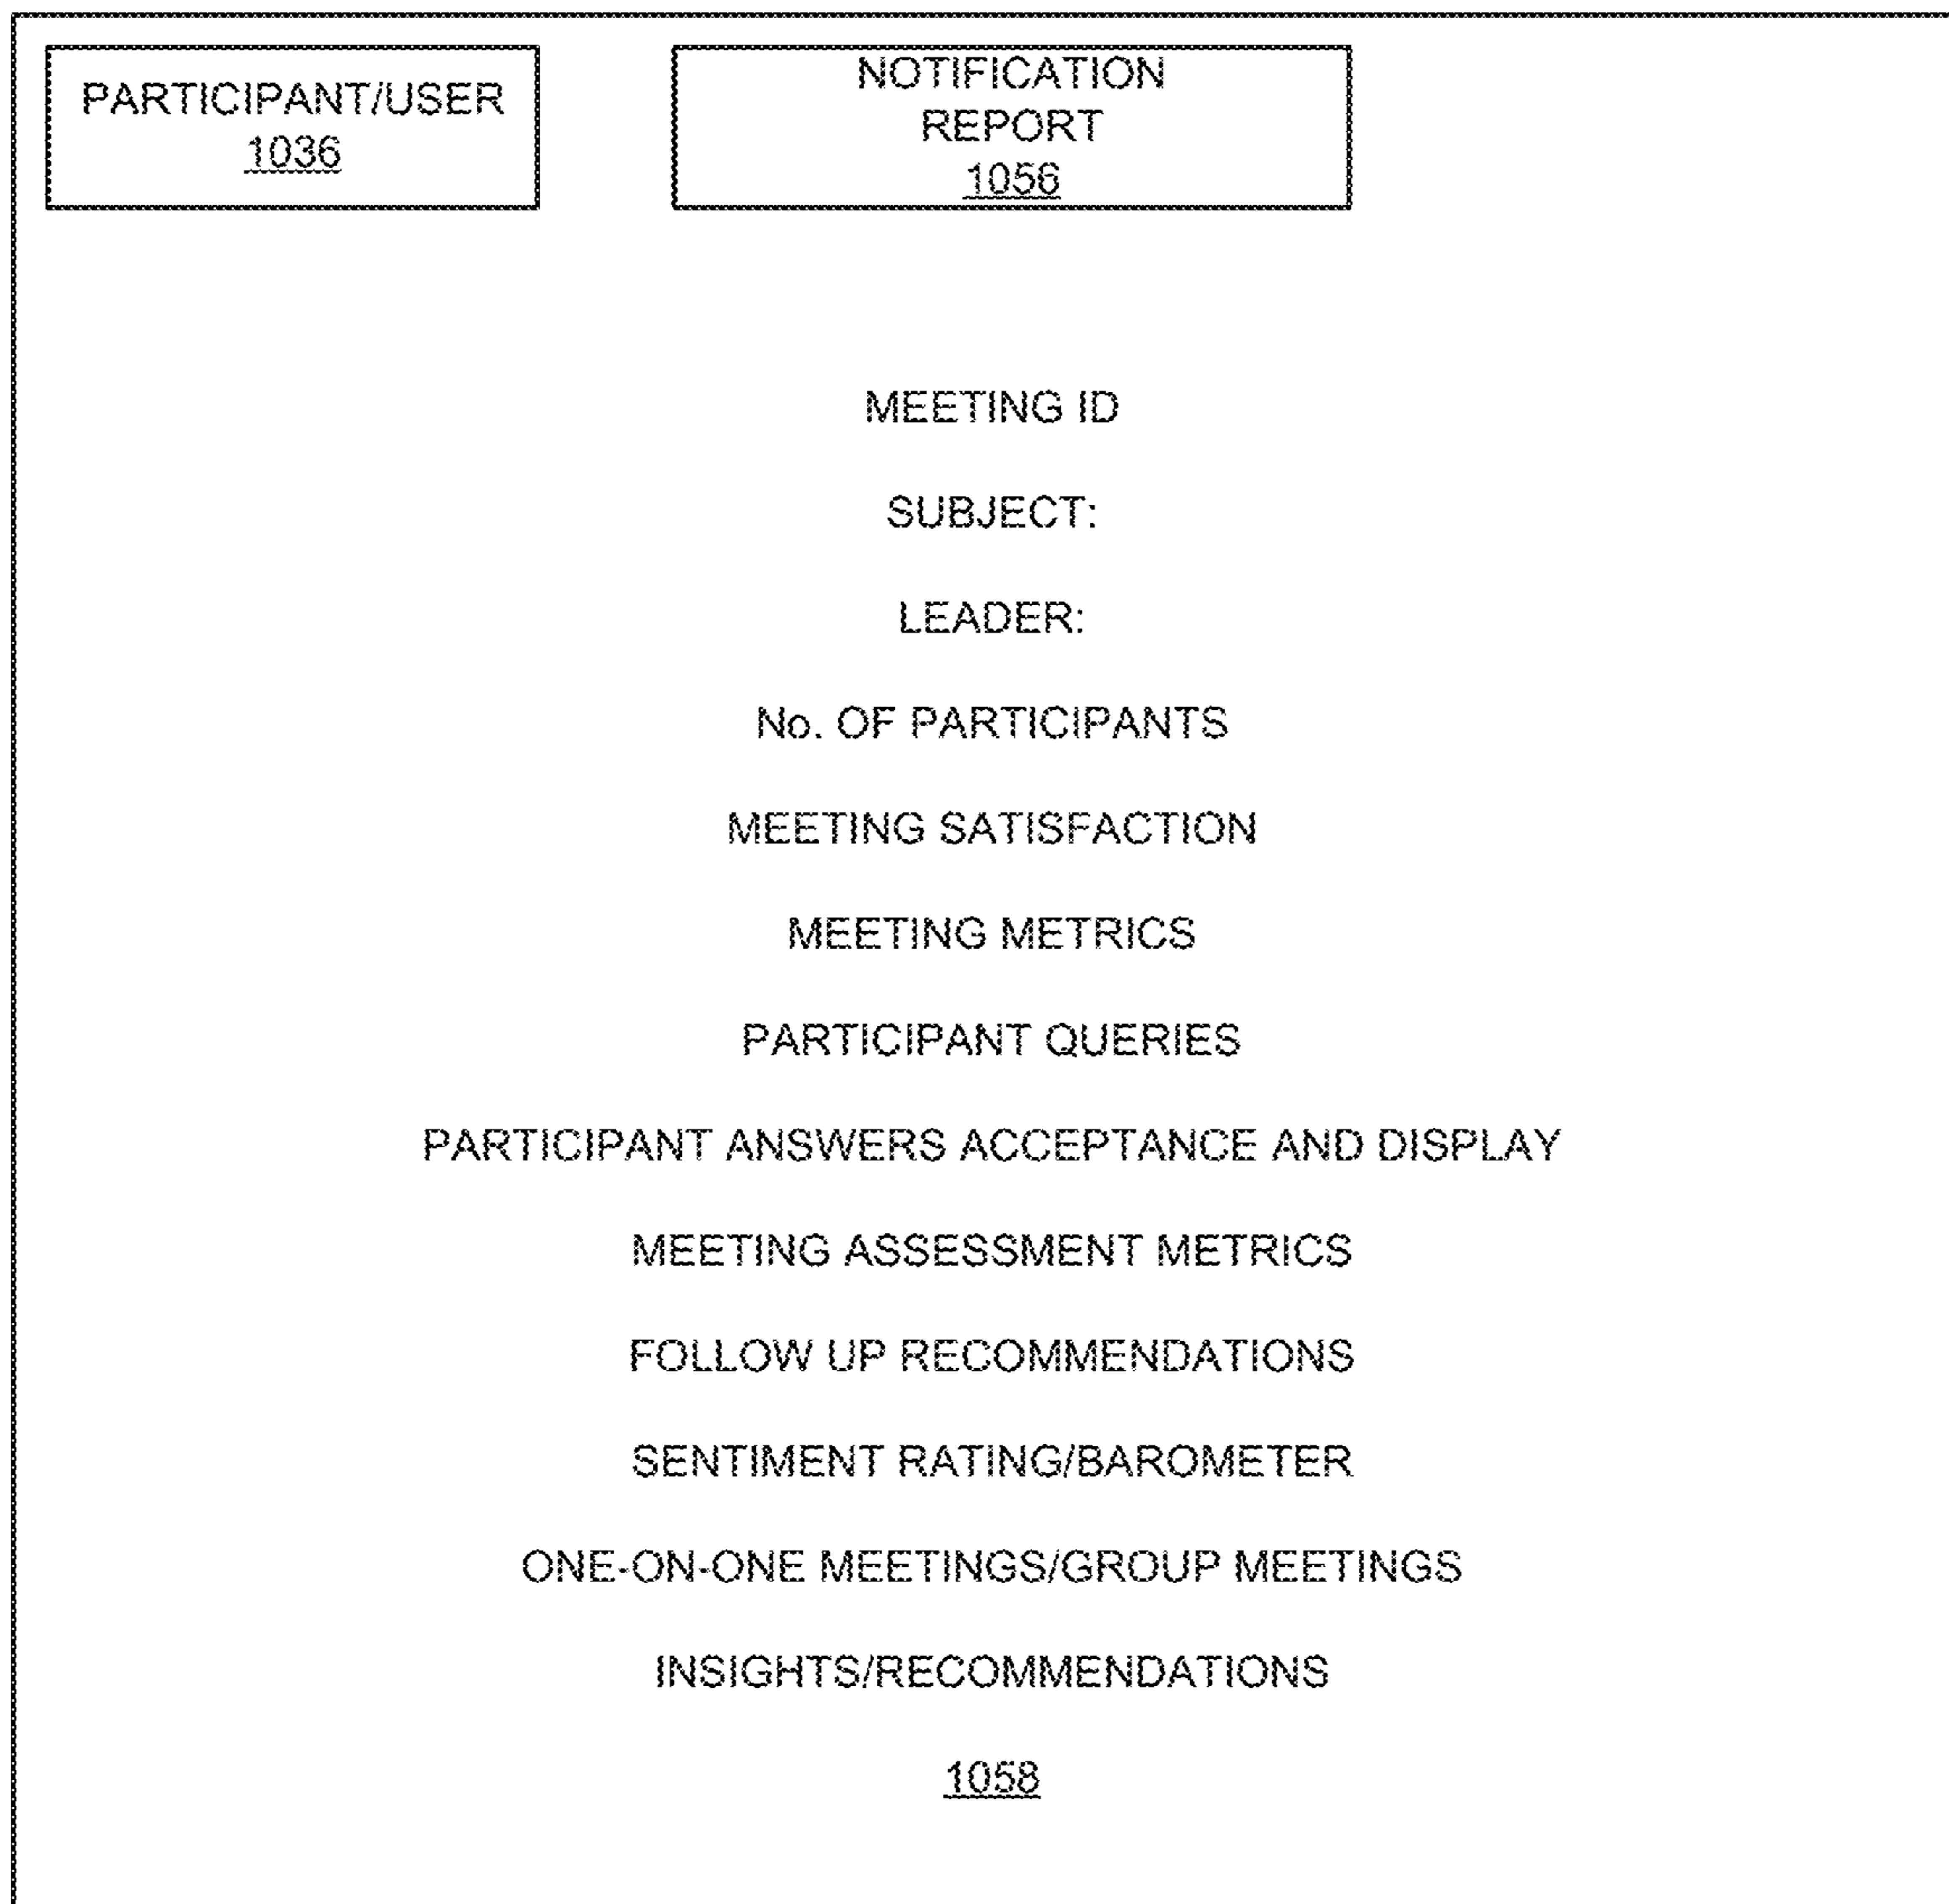 PARTICIPANT/USER
1036
NOTIFICATION
REPORT
1056
MEETING ID
SUBJECT:
LEADER:
No. OF PARTICIPANTS
MEETING SATISFACTION
MEETING METRICS
PARTICIPANT QUERIES
PARTICIPANT ANSWERS ACCEPTANCE AND DISPLAY
MEETING ASSESSMENT METRICS
FOLLOW UP RECOMMENDATIONS
SENTIMENT RATING/BAROMETER
ONE-ON-ONE MEETINGS/GROUP MEETINGS
INSIGHTS/RECOMMENDATIONS
1058